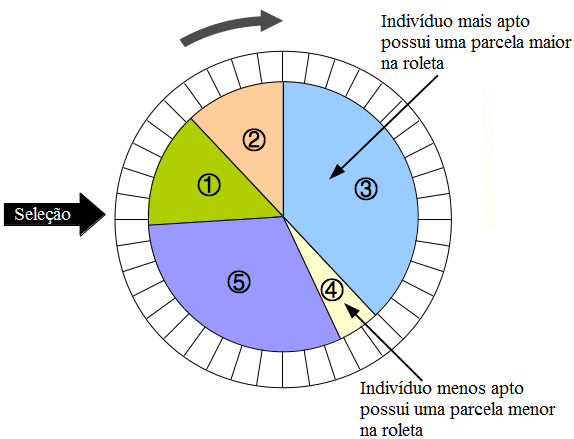 Indivíduo mais apto
possui uma parcela maior
na roleta
②
①
③
Seleção
⑤
④
Indivíduo menos apto
possui uma parcela menor
na roleta